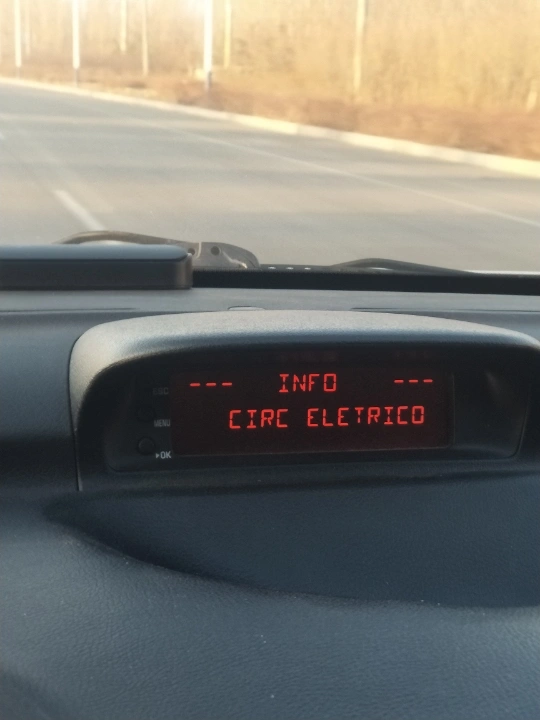 --- INFO ---
CIRC ELETRICO
MENU
▸OK